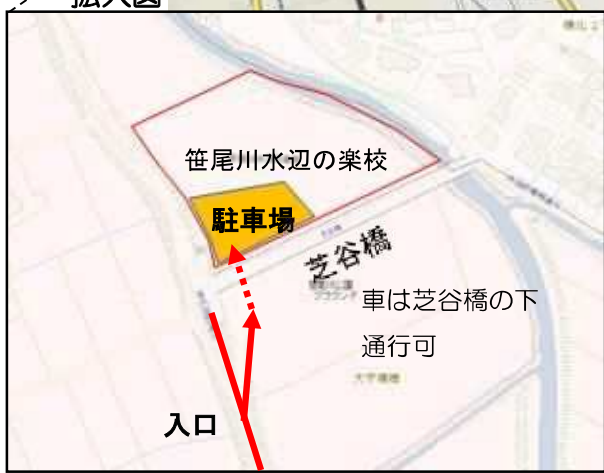 拡大図
笹尾川水辺の楽校
駐車場
芝谷橋
車は芝谷橋の下
通行可
入口